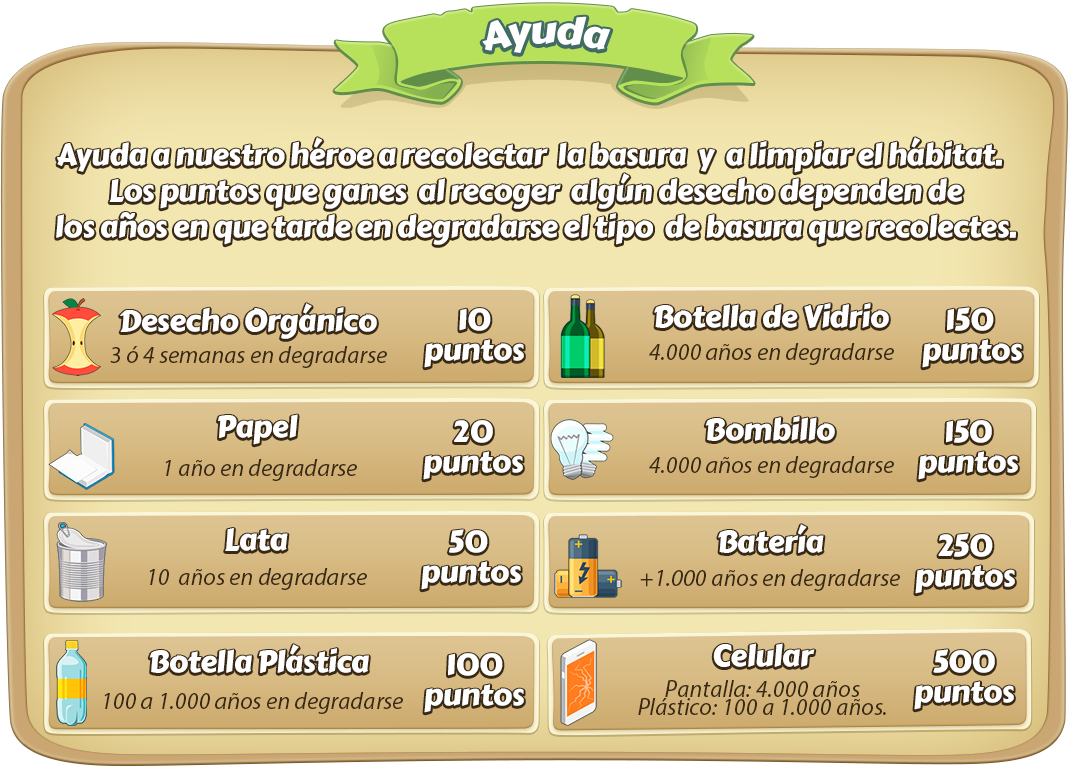 Ayuda
Ayuda a nuestro héroe a recolectar la basura y a limpiar el hábitat.
Los puntos que ganes al recoger algún desecho dependen de
los años en que tarde en degradarse el tipo de basura que recolectes.
Desecho Orgánico
3 ó 4 semanas en degradarse
10
puntos
Botella de Vidrio
4.000 años en degradarse
150
puntos
Papel
1 año en degradarse
20
puntos
Bombillo
4.000 años en degradarse
150
puntos
Lata
10 años en degradarse
50
puntos
Batería
+1.000 años en degradarse
250
puntos
Botella Plástica
100 a 1.000 años en degradarse
100
puntos
Celular
Pantalla: 4.000 años
Plástico: 100 a 1.000 años.
500
puntos